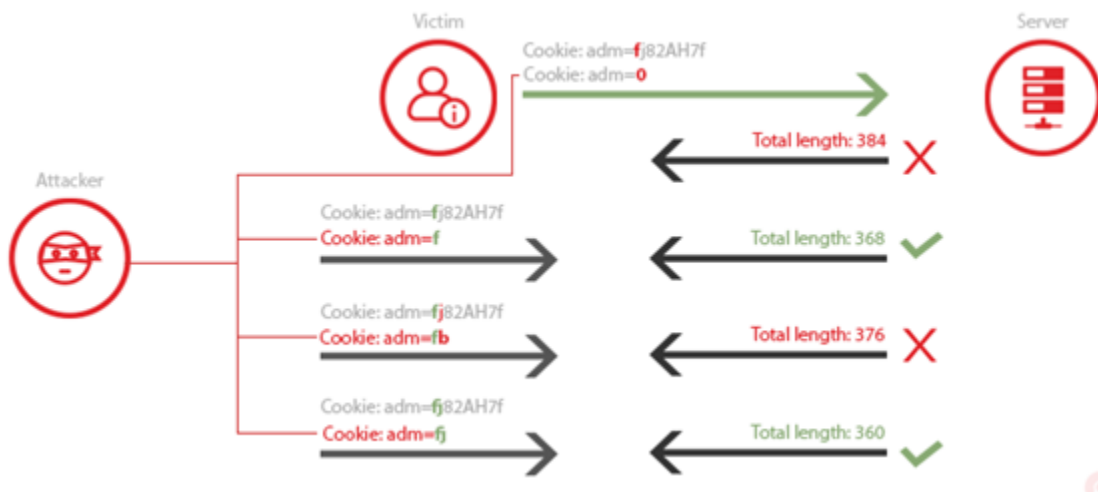 Victim
Server
Cookie: adm=fj82AH7f
Cookie: adm=0
Total length: 384
Attacker
Cookie: adm=fj82AH7f
Cookie: adm=f
Total length: 368
Cookie: adm=fj82AH7f
Cookie: adm=fb
Total length: 376
Cookie: adm=fj82AH7f
Cookie: adm=fj
Total length: 360